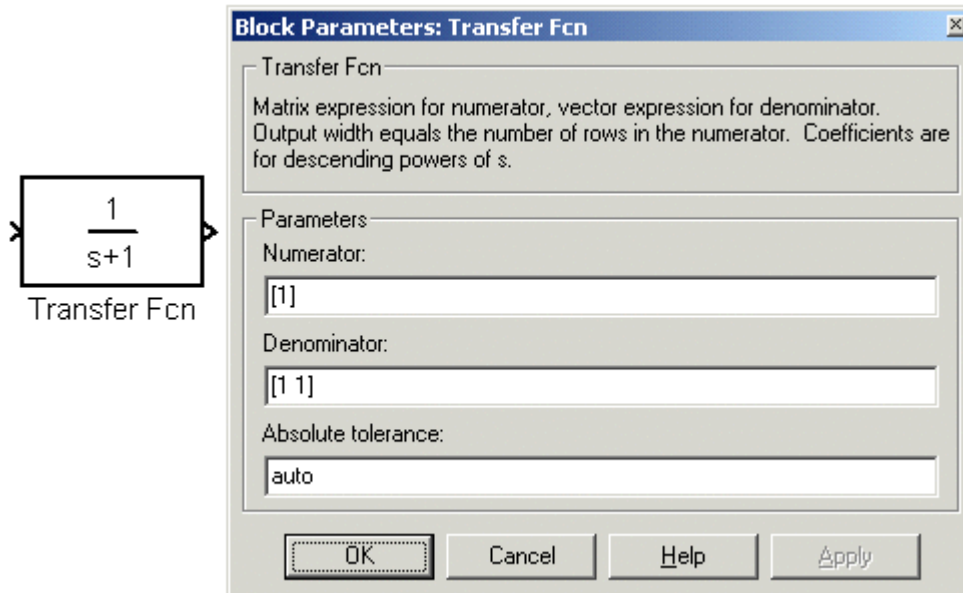 Block Parameters: Transfer Fcn
Transfer Fcn
Matrix expression for numerator, vector expression for denominator.
Output width equals the number of rows in the numerator.  Coefficients are
for descending powers of s.
1
s+1
Transfer Fcn
Parameters
Numerator:
[1]
Denominator:
[1 1]
Absolute tolerance:
auto
OK
Cancel
Help
Apply